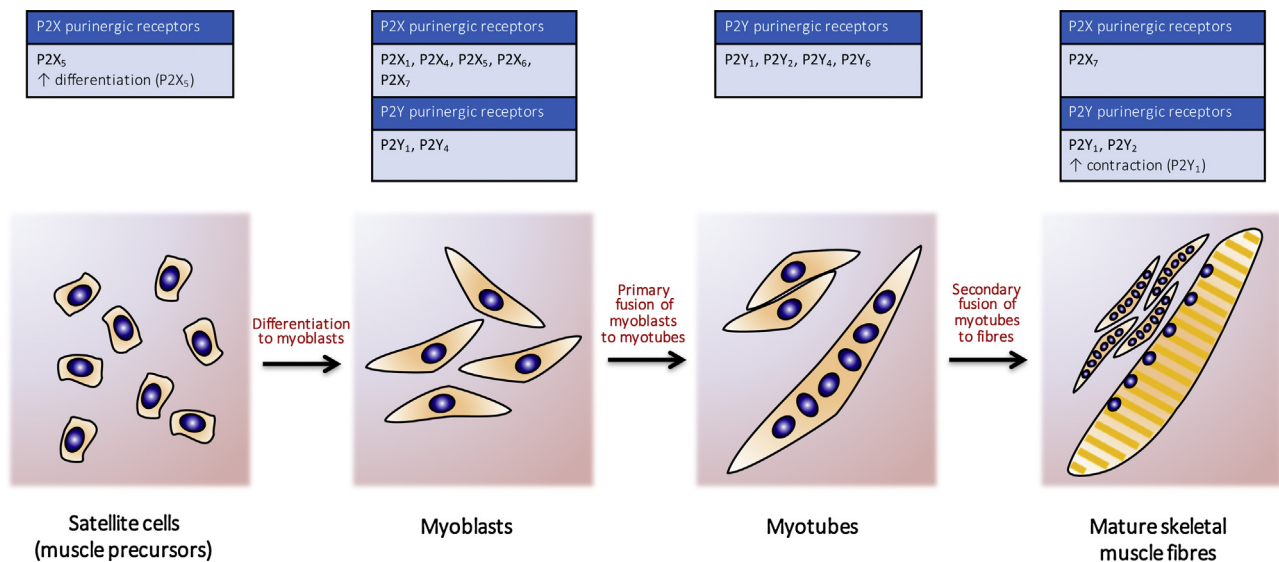 P2X purinergic receptors
P2X₅
↑ differentiation (P2X₅)
P2X purinergic receptors
P2X₁, P2X₄, P2X₅, P2X₆,
P2X₇
P2Y purinergic receptors
P2Y₁, P2Y₄
P2Y purinergic receptors
P2Y₁, P2Y₂, P2Y₄, P2Y₆
P2X purinergic receptors
P2X₇
P2Y purinergic receptors
P2Y₁, P2Y₂
↑ contraction (P2Y₁)
Differentiation
to myoblasts
Primary
fusion of
myoblasts
to myotubes
Secondary
fusion of
myotubes
to fibres
Satellite cells
(muscle precursors)
Myoblasts
Myotubes
Mature skeletal
muscle fibres